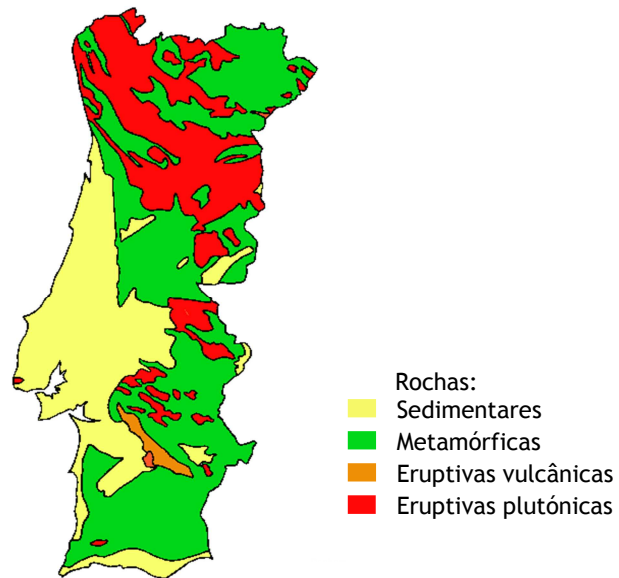 Rochas:
Sedimentares
Metamórficas
Eruptivas vulcânicas
Eruptivas plutónicas